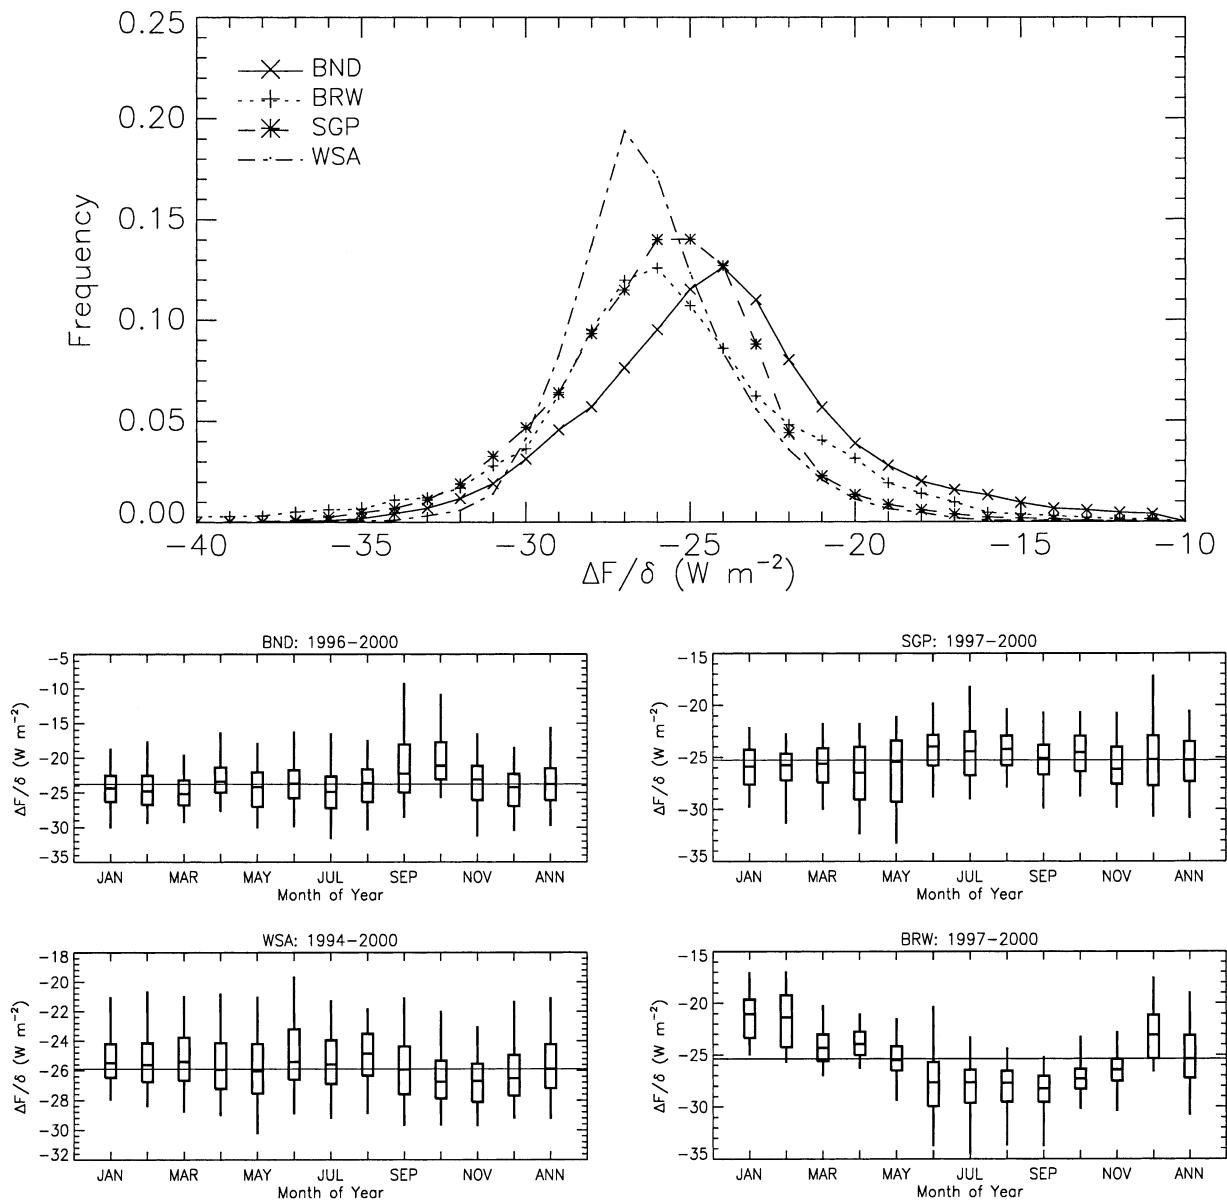 0.25
0.20
0.15
0.10
0.05
0.00
Frequency
BND
BRW
SGP
WSA
−40 −35 −30 −25 −20 −15 −10
ΔF/δ (W m⁻²)
BND: 1996−2000
−5
−10
−15
−20
−25
−30
−35
ΔF/δ (W m⁻²)
JAN MAR MAY JUL SEP NOV ANN
Month of Year
SGP: 1997−2000
−15
−20
−25
−30
−35
ΔF/δ (W m⁻²)
JAN MAR MAY JUL SEP NOV ANN
Month of Year
WSA: 1994−2000
−18
−20
−22
−24
−26
−28
−30
−32
ΔF/δ (W m⁻²)
JAN MAR MAY JUL SEP NOV ANN
Month of Year
BRW: 1997−2000
−15
−20
−25
−30
−35
ΔF/δ (W m⁻²)
JAN MAR MAY JUL SEP NOV ANN
Month of Year